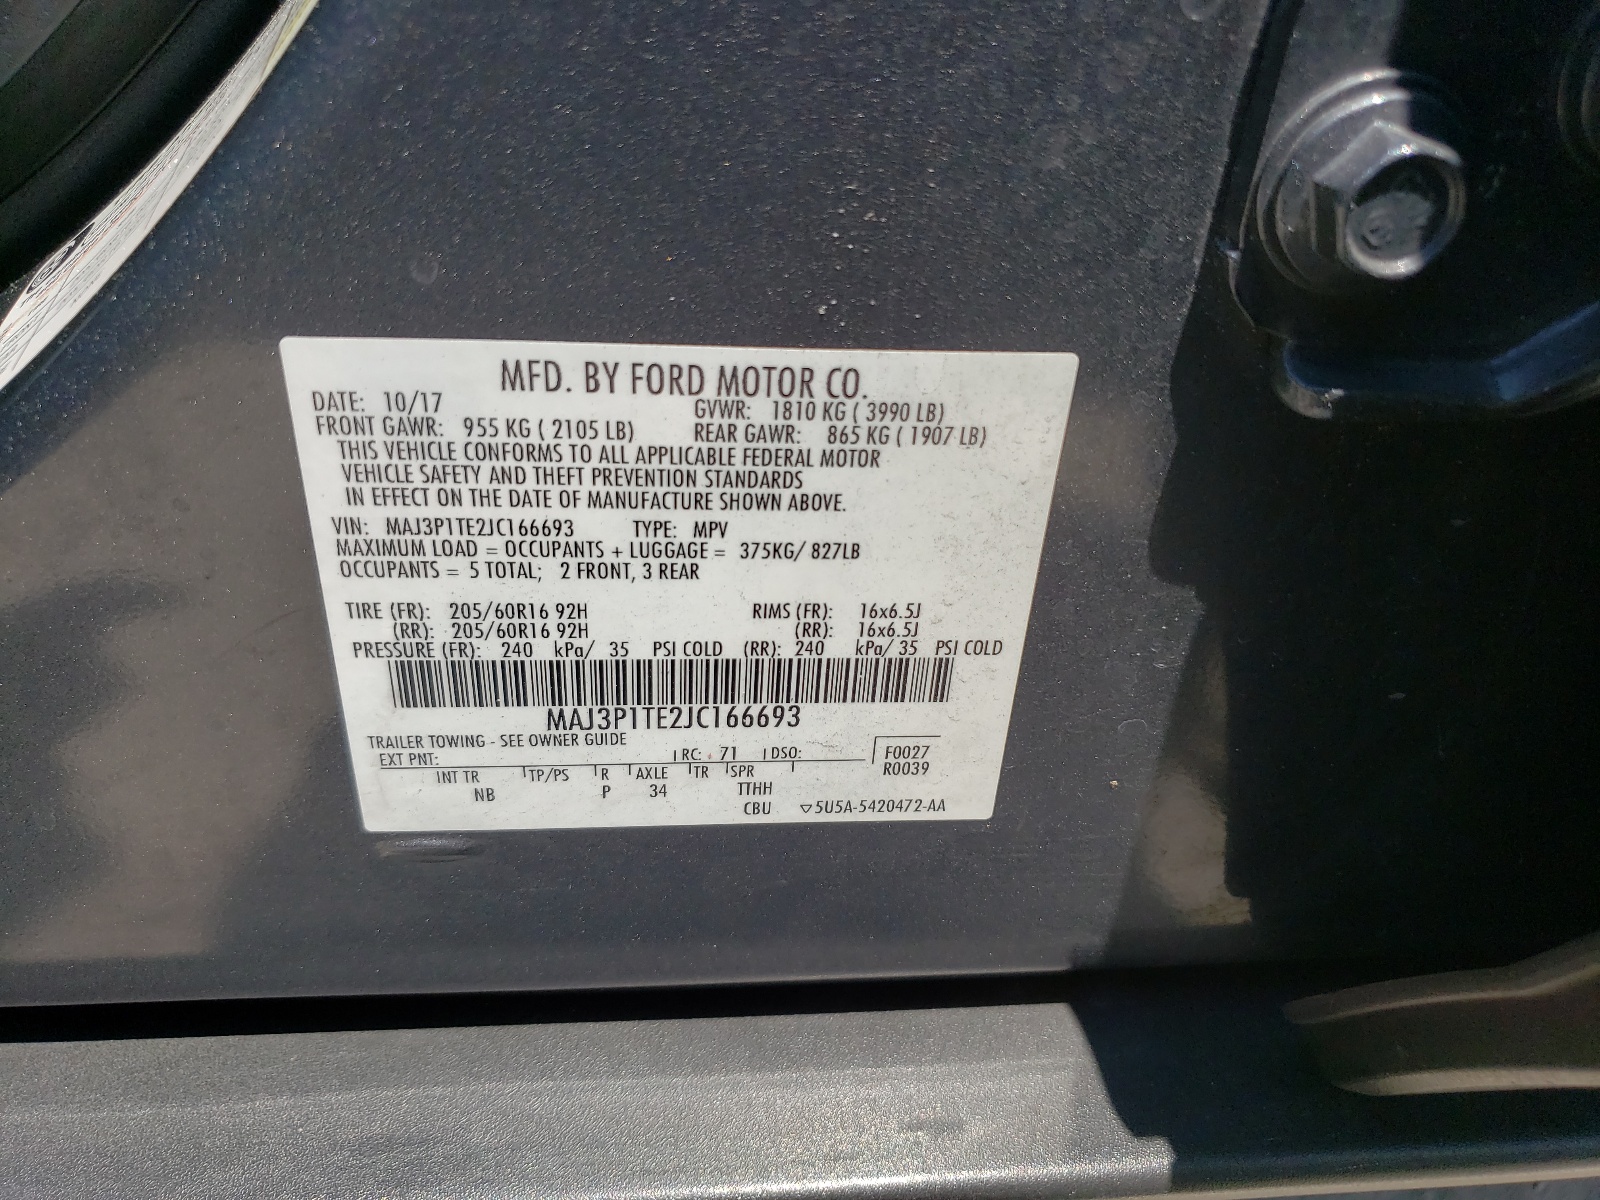 MFD. BY FORD MOTOR CO.
DATE: 10/17 GVWR: 1810 KG ( 3990 LB)
FRONT GAWR: 955 KG ( 2105 LB) REAR GAWR: 865 KG ( 1907 LB)
THIS VEHICLE CONFORMS TO ALL APPLICABLE FEDERAL MOTOR
VEHICLE SAFETY AND THEFT PREVENTION STANDARDS
IN EFFECT ON THE DATE OF MANUFACTURE SHOWN ABOVE.
VIN: MAJ3P1TE2JC166693 TYPE: MPV
MAXIMUM LOAD = OCCUPANTS + LUGGAGE = 375KG/ 827LB
OCCUPANTS = 5 TOTAL; 2 FRONT, 3 REAR
TIRE (FR): 205/60R16 92H RIMS (FR): 16x6.5J
(RR): 205/60R16 92H (RR): 16x6.5J
PRESSURE (FR): 240 kPa/ 35 PSI COLD (RR): 240 kPa/ 35 PSI COLD
MAJ3P1TE2JC166693
TRAILER TOWING - SEE OWNER GUIDE
EXT PNT: RC: 71 DSO: F0027
R0039
INT TR TP/PS R AXLE TR SPR
NB P 34 TTHH
CBU ▽5U5A-5420472-AA